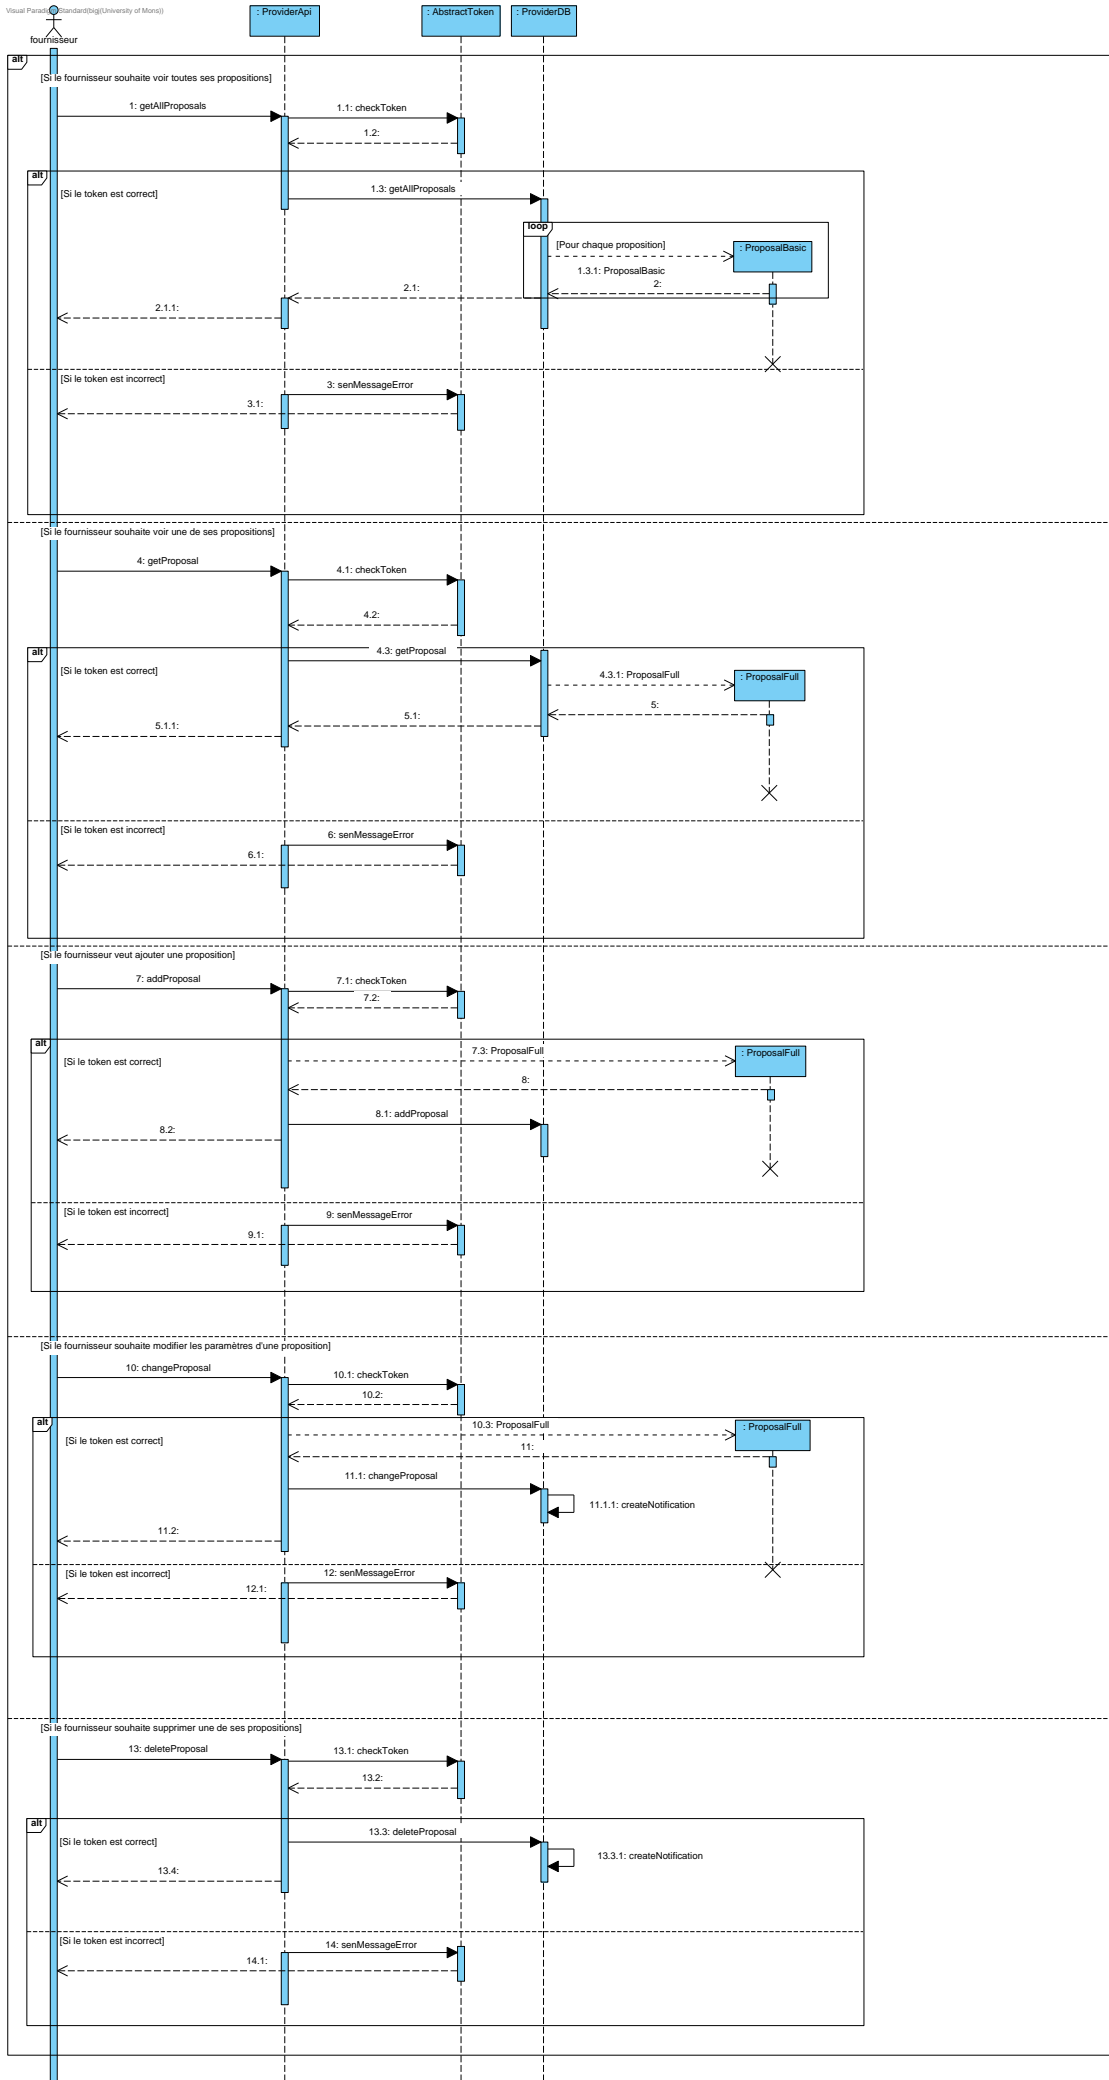 Visual Paradigm Standard(big(University of Mons))
fournisseur
: ProviderApi
: AbstractToken
: ProviderDB
alt
[Si le fournisseur souhaite voir toutes ses propositions]
1: getAllProposals
1.1: checkToken
1.2:
alt
[Si le token est correct]
1.3: getAllProposals
loop
[Pour chaque proposition]
: ProposalBasic
1.3.1: ProposalBasic
2:
2.1:
2.1.1:
[Si le token est incorrect]
3: senMessageError
3.1:
[Si le fournisseur souhaite voir une de ses propositions]
4: getProposal
4.1: checkToken
4.2:
alt
4.3: getProposal
[Si le token est correct]
4.3.1: ProposalFull
: ProposalFull
5:
5.1:
5.1.1:
[Si le token est incorrect]
6: senMessageError
6.1:
[Si le fournisseur veut ajouter une proposition]
7: addProposal
7.1: checkToken
7.2:
alt
7.3: ProposalFull
: ProposalFull
[Si le token est correct]
8:
8.1: addProposal
8.2:
[Si le token est incorrect]
9: senMessageError
9.1:
[Si le fournisseur souhaite modifier les paramètres d'une proposition]
10: changeProposal
10.1: checkToken
10.2:
alt
10.3: ProposalFull
: ProposalFull
[Si le token est correct]
11:
11.1: changeProposal
11.1.1: createNotification
11.2:
[Si le token est incorrect]
12: senMessageError
12.1:
[Si le fournisseur souhaite supprimer une de ses propositions]
13: deleteProposal
13.1: checkToken
13.2:
alt
13.3: deleteProposal
[Si le token est correct]
13.3.1: createNotification
13.4:
[Si le token est incorrect]
14: senMessageError
14.1: